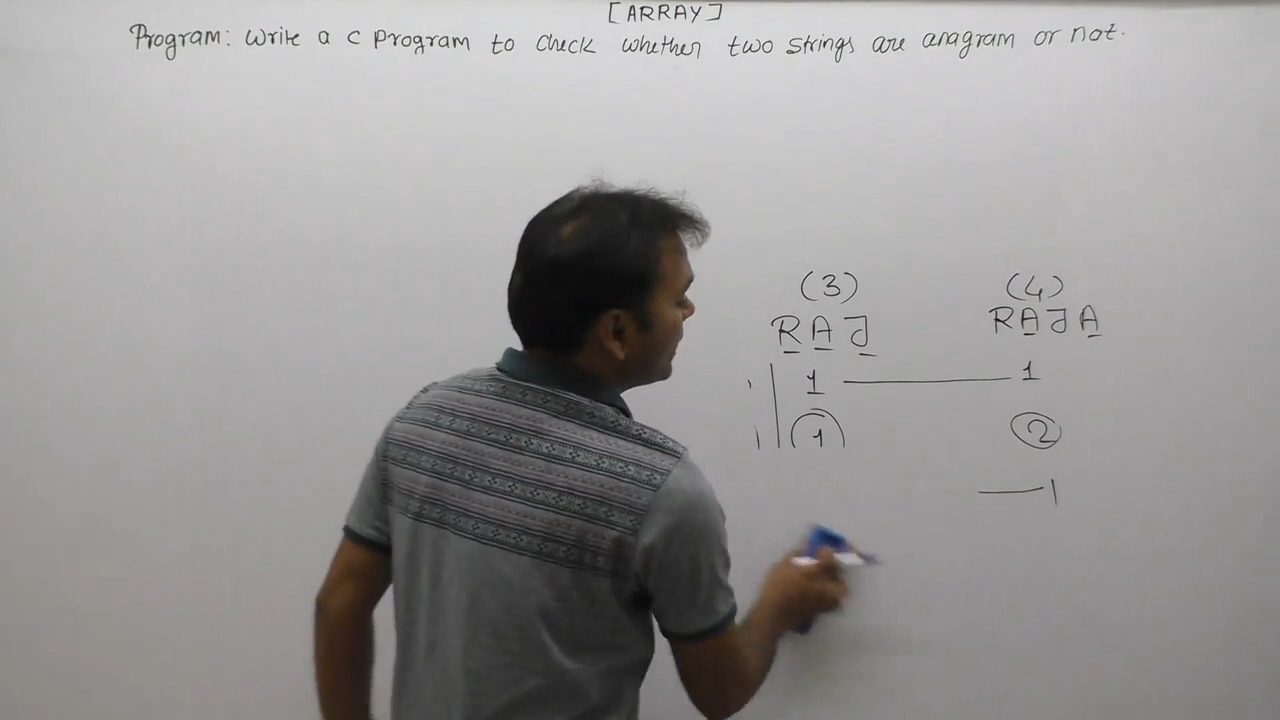 [ARRAY]
Program: Write a c program to check whether two strings are anagram or not.
(3) (4)
RAJ RAJA
1 1
1 2
1